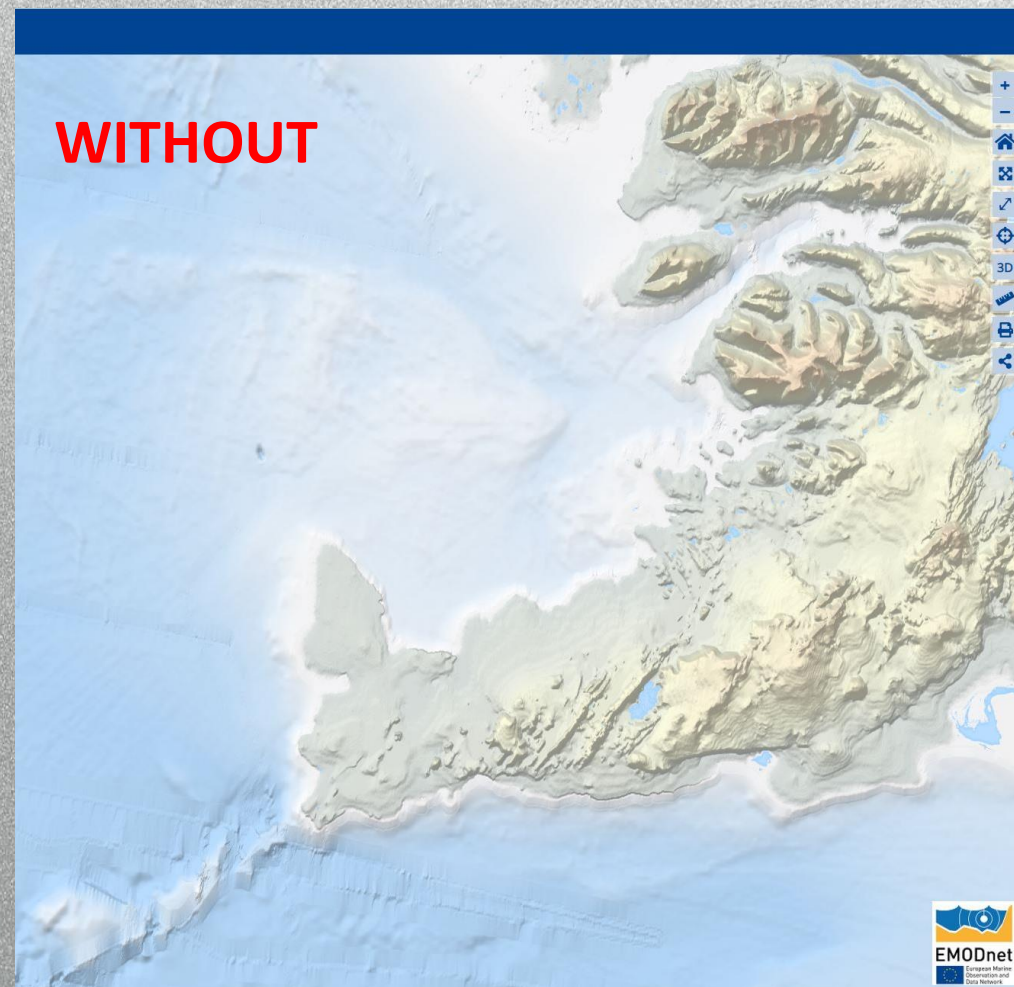 WITHOUT
+
−
3D
EMODnet
European Marine
Observation and
Data Network